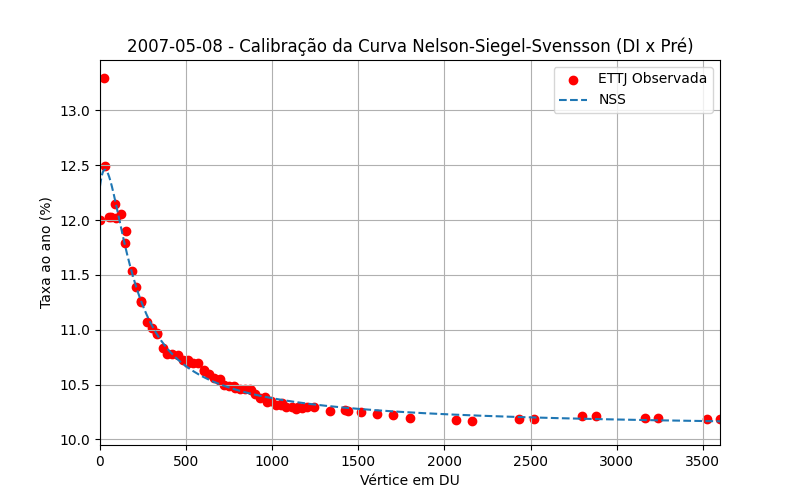 2007-05-08 - Calibração da Curva Nelson-Siegel-Svensson (DI x Pré)
ETTJ Observada
NSS
Taxa ao ano (%)
13.0
12.5
12.0
11.5
11.0
10.5
10.0
0 500 1000 1500 2000 2500 3000 3500
Vértice em DU